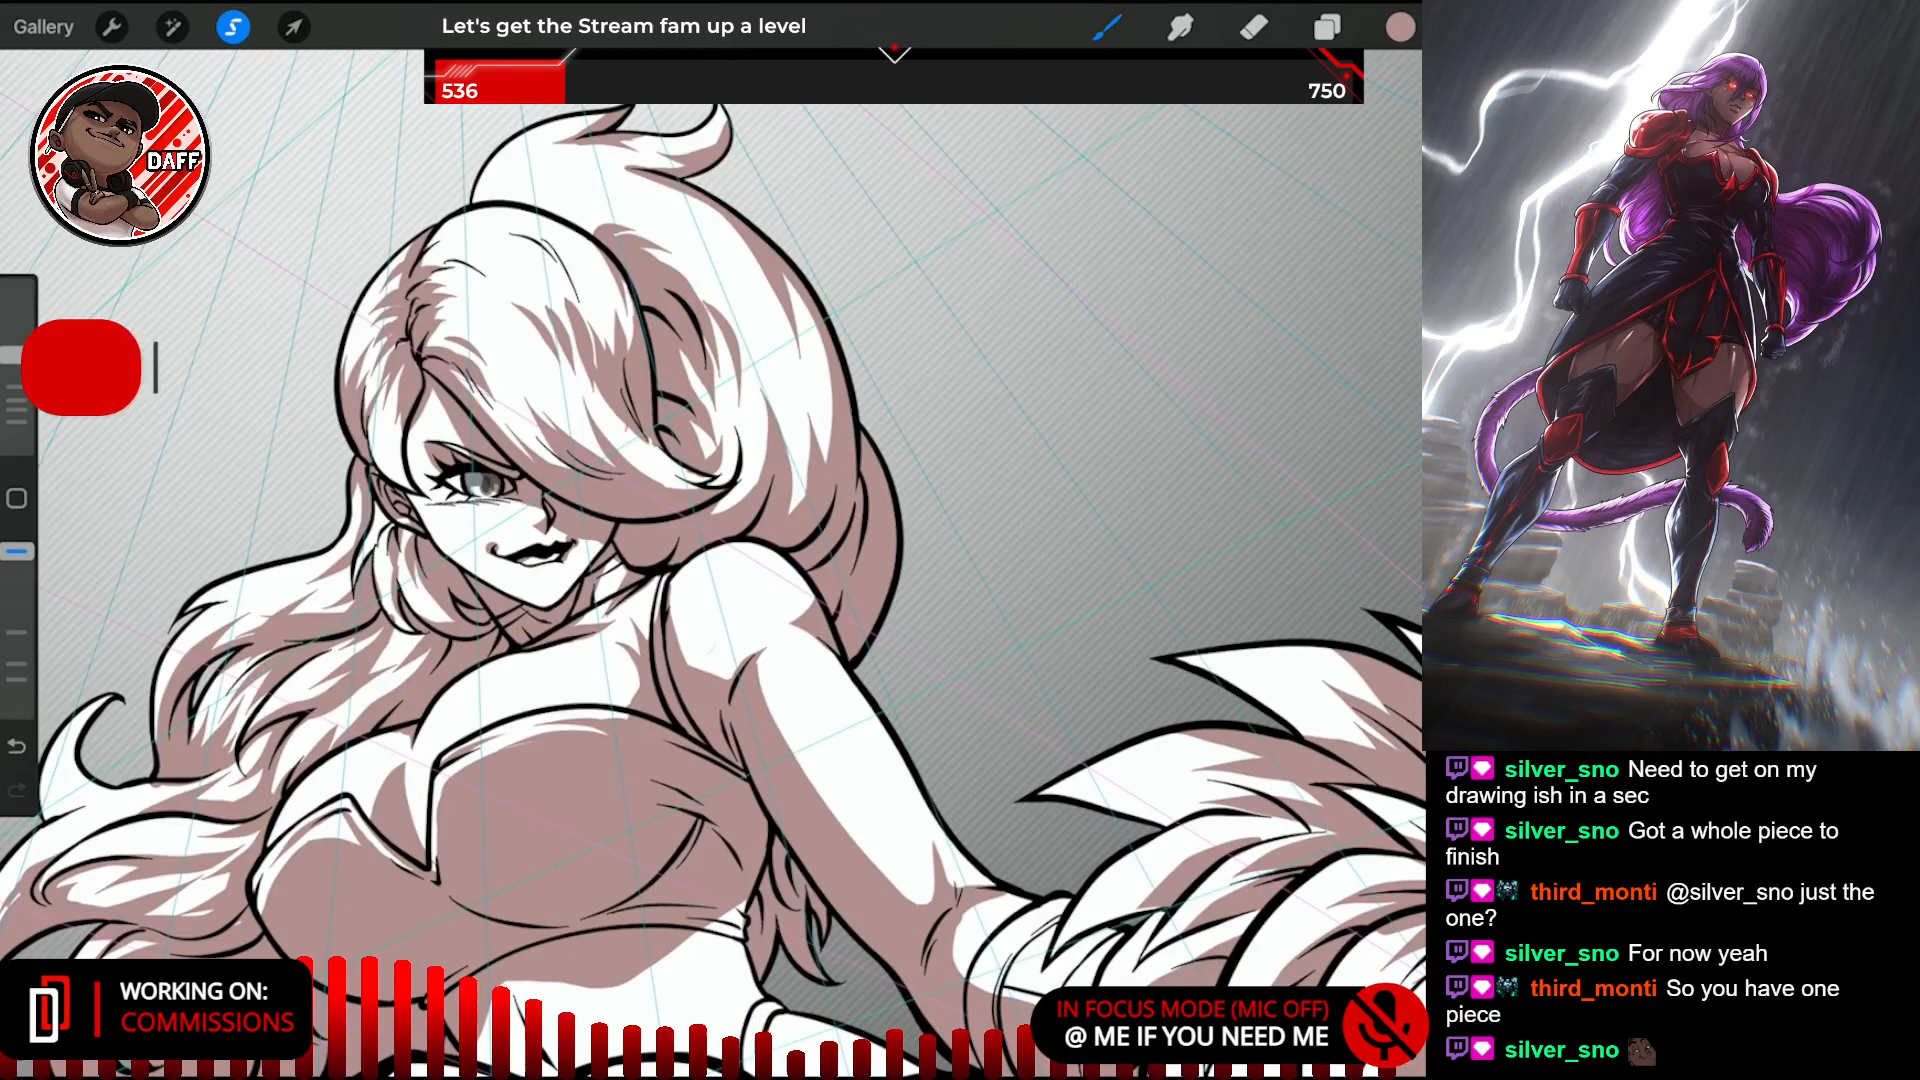 Gallery
Let's get the Stream fam up a level
536
750
DAFF
silver_sno Need to get on my
drawing ish in a sec
silver_sno Got a whole piece to
finish
third_monti @silver_sno just the
one?
silver_sno For now yeah
third_monti So you have one
piece
silver_sno
WORKING ON:
COMMISSIONS
IN FOCUS MODE (MIC OFF)
@ ME IF YOU NEED ME